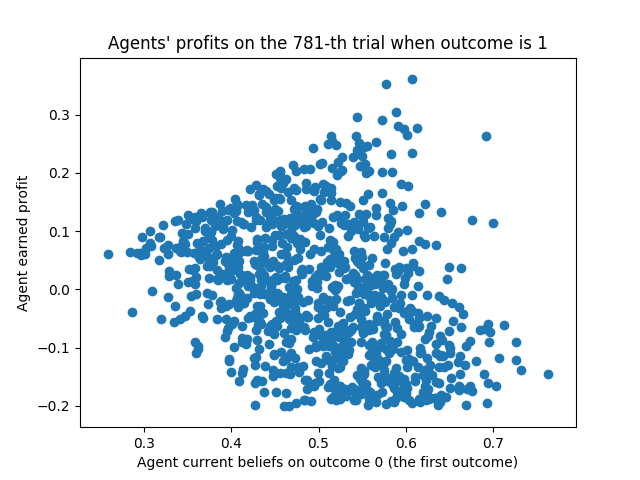 Agents' profits on the 781-th trial when outcome is 1
Agent earned profit
0.3
0.2
0.1
0.0
−0.1
−0.2
0.3 0.4 0.5 0.6 0.7
Agent current beliefs on outcome 0 (the first outcome)